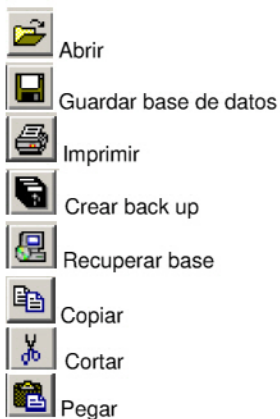 Abrir
Guardar base de datos
Imprimir
Crear back up
Recuperar base
Copiar
Cortar
Pegar